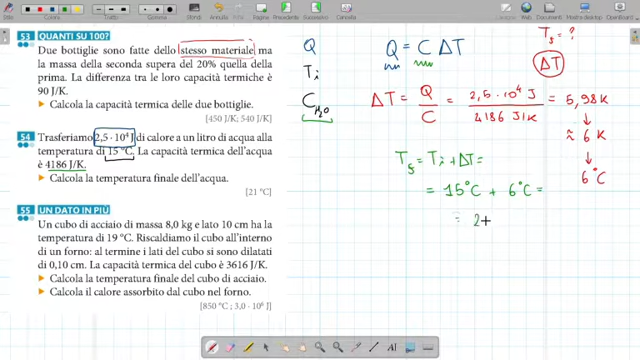 Menu
Precedente
Successivo
Mostra desktop
Opzioni
53 QUANTI SU 100?
Due bottiglie sono fatte dello stesso materiale ma
la massa della seconda supera del 20% quella della
prima. La differenza tra le loro capacità termiche è
90 J/K.
► Calcola la capacità termica delle due bottiglie.
[450 J/K; 540 J/K]
54 Trasferiamo 2,5 · 10⁴ J di calore a un litro di acqua alla
temperatura di 15 °C. La capacità termica dell'acqua
è 4186 J/K.
► Calcola la temperatura finale dell'acqua.
[21 °C]
55 UN DATO IN PIÙ
Un cubo di acciaio di massa 8,0 kg e lato 10 cm ha la
temperatura di 19 °C. Riscaldiamo il cubo all'interno
di un forno: al termine i lati del cubo si sono dilatati
di 0,10 cm. La capacità termica del cubo è 3616 J/K.
► Calcola la temperatura finale del cubo di acciaio.
► Calcola il calore assorbito dal cubo nel forno.
[850 °C ; 3,0 · 10⁶ J]
Q
Ti
C H₂O
Q = C ΔT
Tf = ?
ΔT
ΔT = Q/C = 2,5 · 10⁴ J / 4186 J/K = 5,98 K
≈ 6 K
↓
6°C
Tf = Ti + ΔT =
= 15°C + 6°C =
= 2